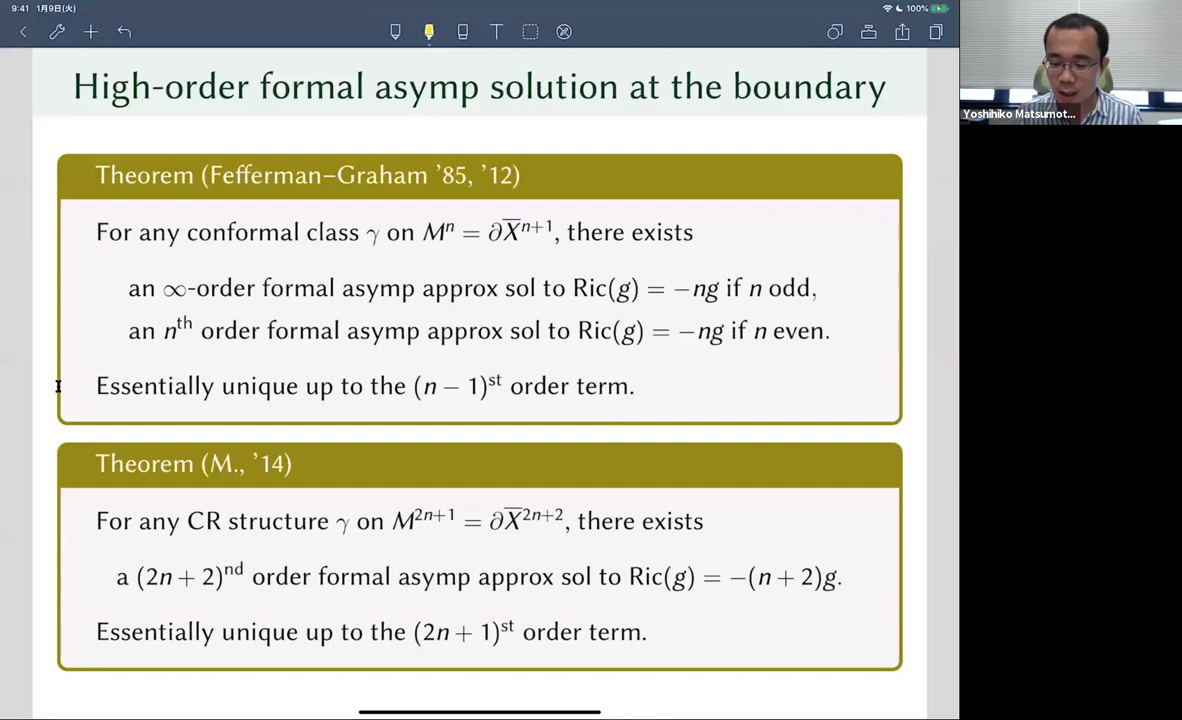 9:41 1月9日(火)
100%
High-order formal asymp solution at the boundary
Theorem (Fefferman–Graham ’85, ’12)
For any conformal class γ on Mⁿ = ∂X̅ⁿ⁺¹, there exists
an ∞-order formal asymp approx sol to Ric(g) = −ng if n odd,
an nᵗʰ order formal asymp approx sol to Ric(g) = −ng if n even.
Essentially unique up to the (n − 1)ˢᵗ order term.
Theorem (M., ’14)
For any CR structure γ on M²ⁿ⁺¹ = ∂X̅²ⁿ⁺², there exists
a (2n + 2)ⁿᵈ order formal asymp approx sol to Ric(g) = −(n + 2)g.
Essentially unique up to the (2n + 1)ˢᵗ order term.
Yoshihiko Matsumot...